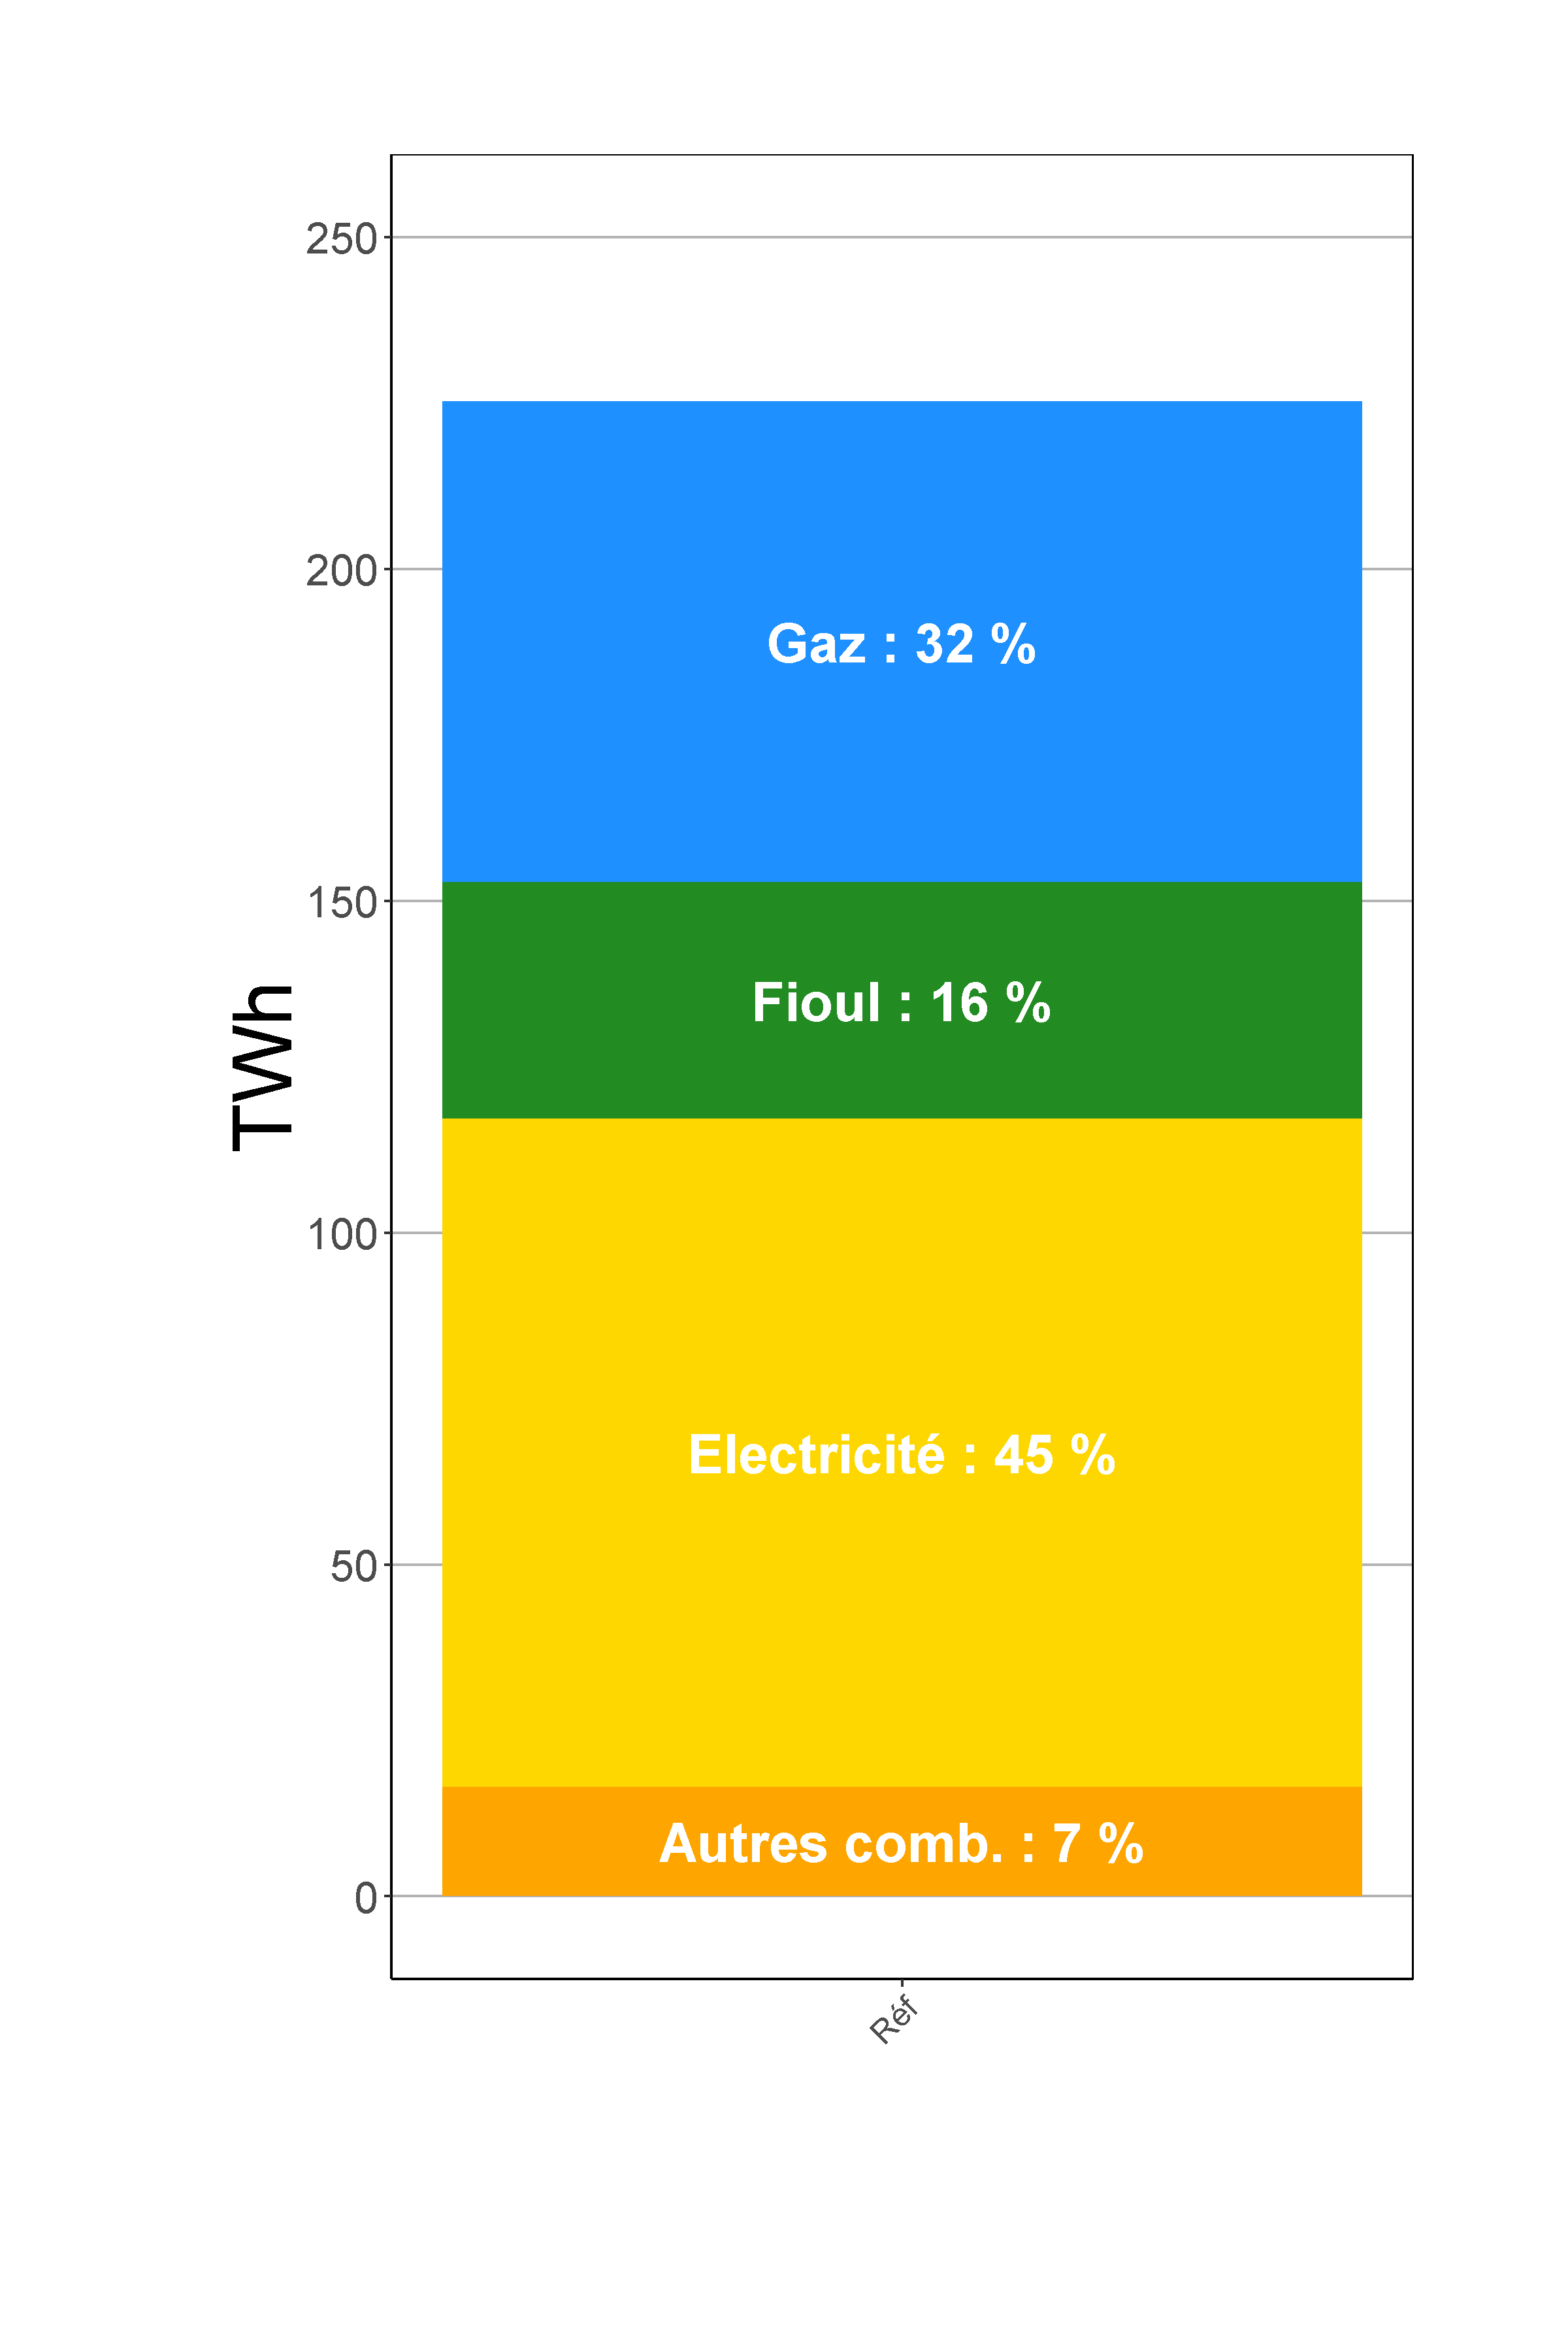 250
200
150
100
50
0
TWh
Gaz : 32 %
Fioul : 16 %
Electricité : 45 %
Autres comb. : 7 %
Réf